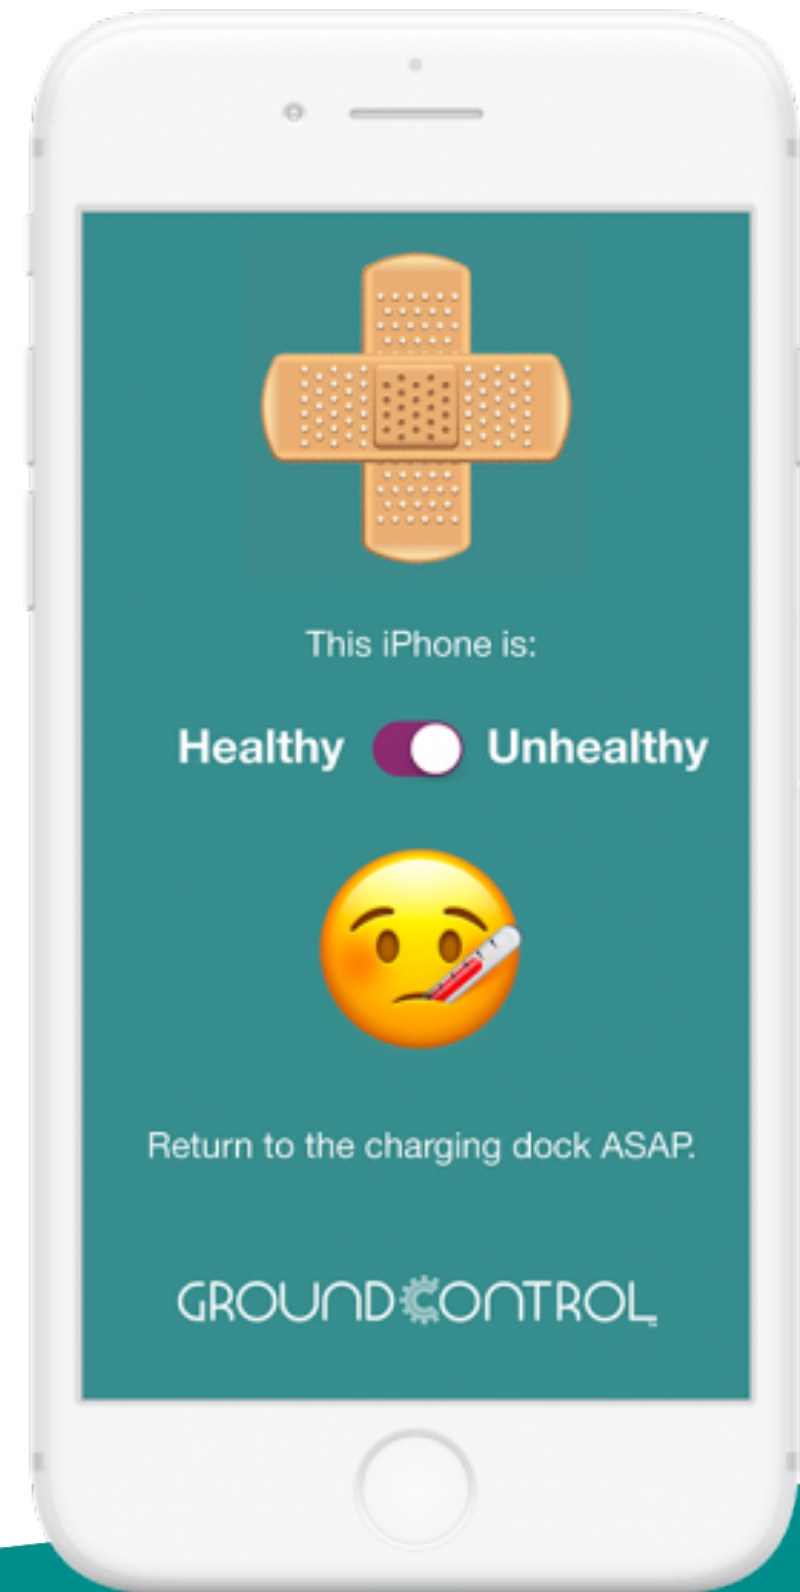 This iPhone is:
Healthy Unhealthy
Return to the charging dock ASAP.
GROUNDCONTROL